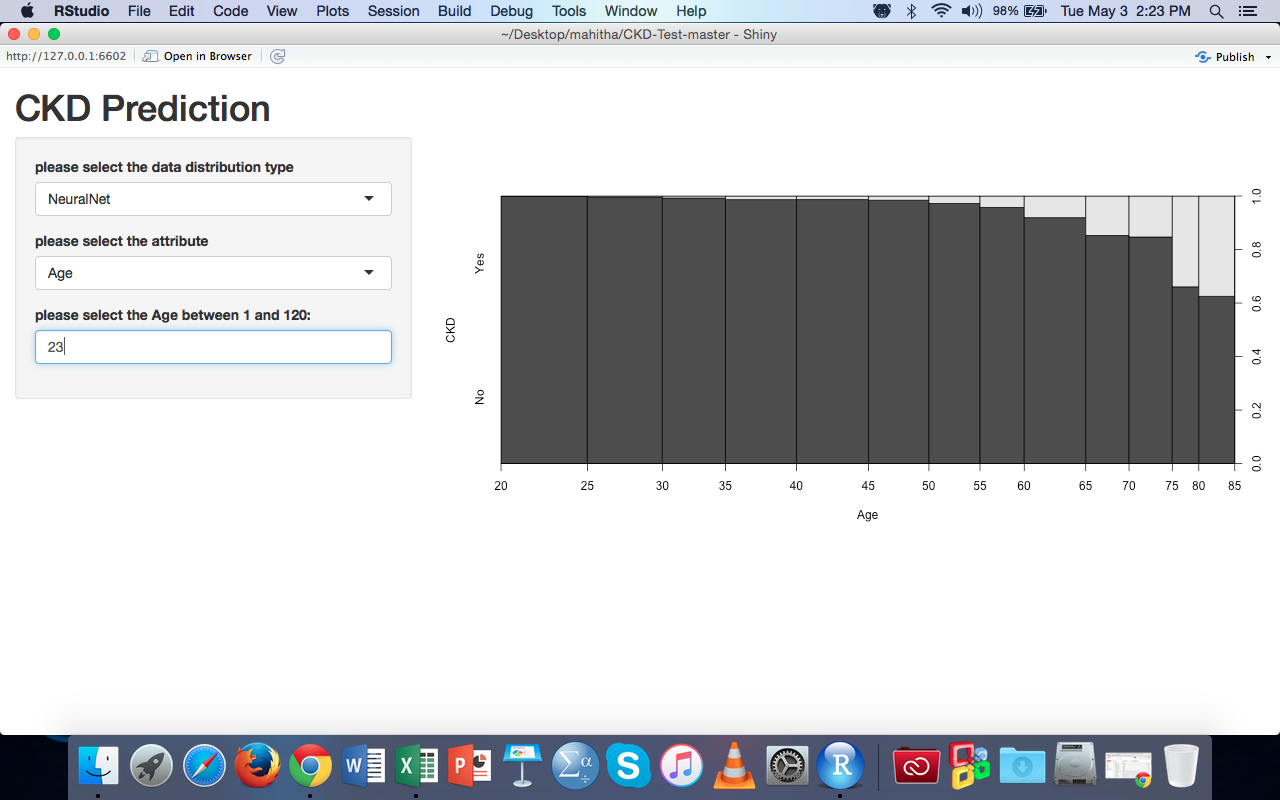 RStudio File Edit Code View Plots Session Build Debug Tools Window Help 98% Tue May 3 2:23 PM
~/Desktop/mahitha/CKD-Test-master - Shiny
http://127.0.0.1:6602 Open in Browser Publish
CKD Prediction
please select the data distribution type
NeuralNet
please select the attribute
Age
please select the Age between 1 and 120:
23
CKD
Yes
No
1.0
0.8
0.6
0.4
0.2
0.0
20 25 30 35 40 45 50 55 60 65 70 75 80 85
Age
W X P Σα÷ S R